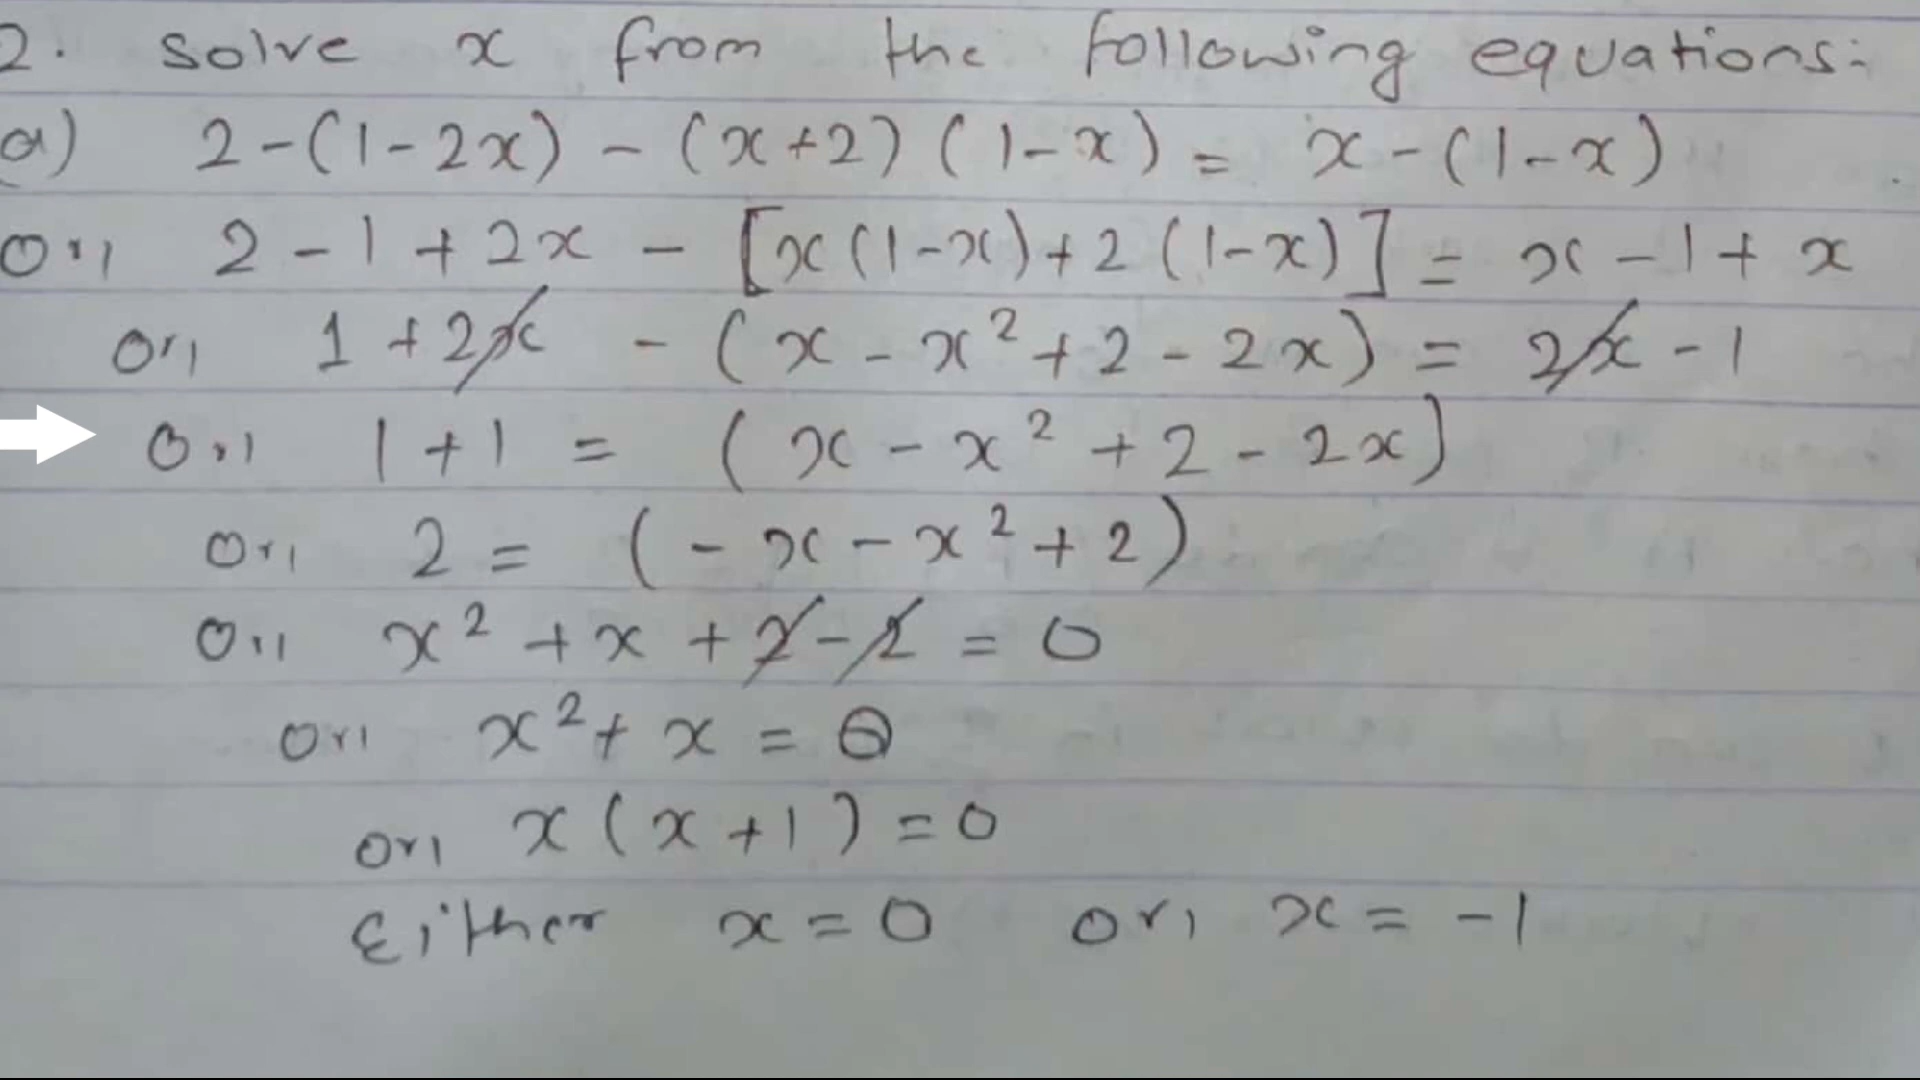 2. solve x from the following equations:-
a) 2-(1-2x) - (x+2) (1-x) = x-(1-x)
or, 2 - 1 + 2x - [x(1-x)+2(1-x)] = x - 1 + x
or, 1 + 2x - (x - x² + 2 - 2x) = 2x - 1
or, 1 + 1 = (x - x² + 2 - 2x)
or, 2 = (- x - x² + 2)
or, x² + x + 2 - 2 = 0
or, x² + x = 0
or, x (x + 1) = 0
Either x = 0 or, x = -1